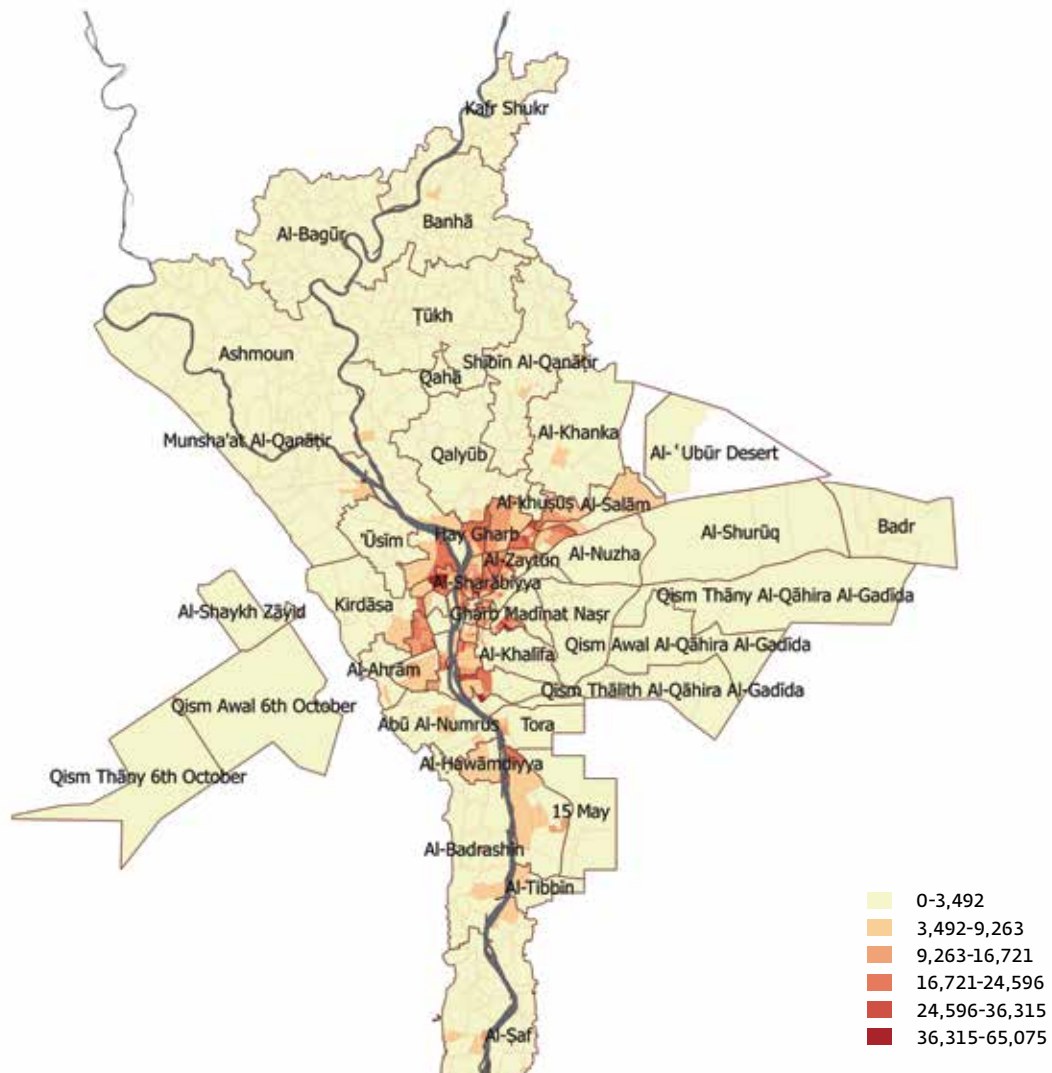 Kafr Shukr
Banhā
Al-Bagūr
Ṭūkh
Ashmoun
Shibīn Al-Qanāṭir
Qahā
Munsha'at Al-Qanāṭir
Al-Khanka
Qalyūb
Al-ʻUbūr Desert
Al-khuṣūṣ
Al-Salām
Hay Gharb
Al-Shurūq
Badr
'Ūsīm
Al-Zaytūn
Al-Nuzha
Al-Sharābiyya
Kirdāsa
Al-Shaykh Zāyid
Gharb Madīnat Naṣr
Qism Thāny Al-Qāhira Al-Gadīda
Qism Awal Al-Qāhira Al-Gadīda
Al-Khalīfa
Al-Ahrām
Qism Thālith Al-Qāhira Al-Gadīda
Qism Awal 6th October
Abū Al-Numrus
Tora
Al-Hawāmdiyya
Qism Thāny 6th October
15 May
Al-Badrashīn
Al-Tibbīn
Al-Ṣaf
0-3,492
3,492-9,263
9,263-16,721
16,721-24,596
24,596-36,315
36,315-65,075